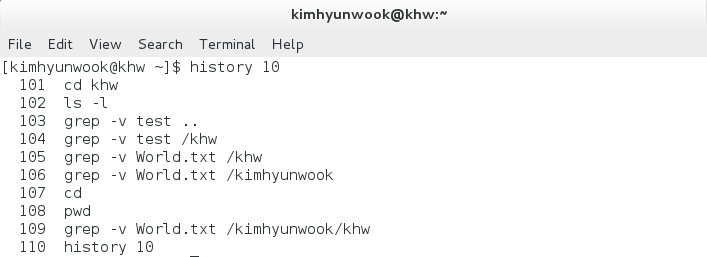 kimhyunwook@khw:~
File Edit View Search Terminal Help
[kimhyunwook@khw ~]$ history 10
101 cd khw
102 ls -l
103 grep -v test ..
104 grep -v test /khw
105 grep -v World.txt /khw
106 grep -v World.txt /kimhyunwook
107 cd
108 pwd
109 grep -v World.txt /kimhyunwook/khw
110 history 10